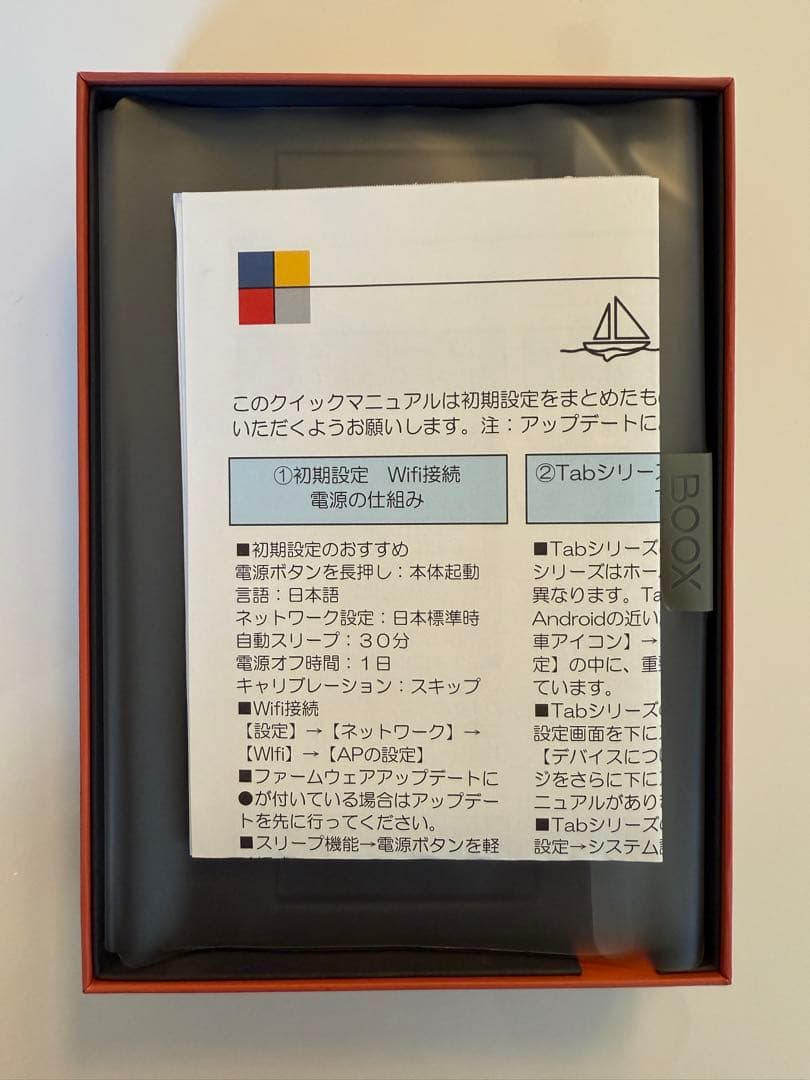 このクイックマニュアルは初期設定をまとめたも
いただくようお願いします。注：アップデートに
①初期設定　Wifi接続
電源の仕組み
■初期設定のおすすめ
電源ボタンを長押し：本体起動
言語：日本語
ネットワーク設定：日本標準時
自動スリープ：３０分
電源オフ時間：１日
キャリブレーション：スキップ
■Wifi接続
【設定】→【ネットワーク】→
【WIfi】→【APの設定】
■ファームウェアアップデートに
●が付いている場合はアップデー
トを先に行ってください。
■スリープ機能→電源ボタンを軽
②Tabシリー
■Tabシリーズ
シリーズはホー
異なります。Ta
Androidの近い
車アイコン】→
定】の中に、重
ています。
■Tabシリーズ
設定画面を下に
【デバイスにつ
ジをさらに下に
ニュアルがあり
■Tabシリーズ
設定→システム
BOOX